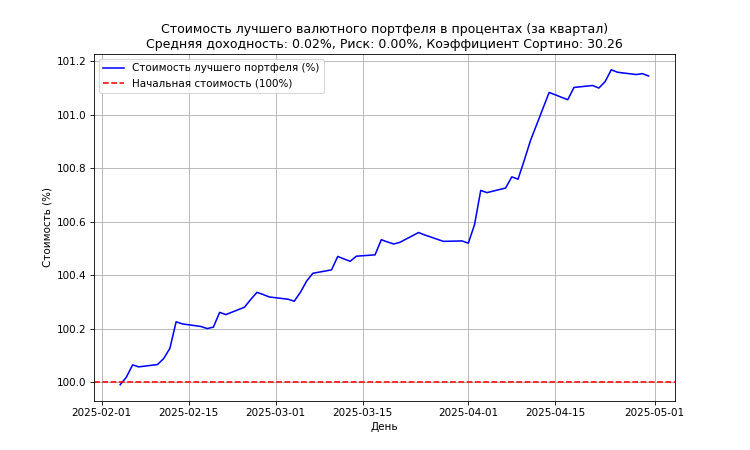 Стоимость лучшего валютного портфеля в процентах (за квартал)
Средняя доходность: 0.02%, Риск: 0.00%, Коэффициент Сортино: 30.26
Стоимость лучшего портфеля (%)
Начальная стоимость (100%)
Стоимость (%)
101.2
101.0
100.8
100.6
100.4
100.2
100.0
2025-02-01 2025-02-15 2025-03-01 2025-03-15 2025-04-01 2025-04-15 2025-05-01
День